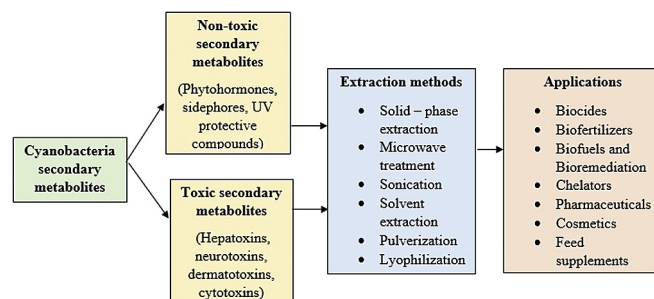 Cyanobacteria
secondary
metabolites
Non-toxic
secondary
metabolites
(Phytohormones,
sidephores, UV
protective
compounds)
Toxic secondary
metabolites
(Hepatoxins,
neurotoxins,
dermatotoxins,
cytotoxins)
Extraction methods
• Solid – phase
extraction
• Microwave
treatment
• Sonication
• Solvent
extraction
• Pulverization
• Lyophilization
Applications
• Biocides
• Biofertilizers
• Biofuels and
Bioremediation
• Chelators
• Pharmaceuticals
• Cosmetics
• Feed
supplements